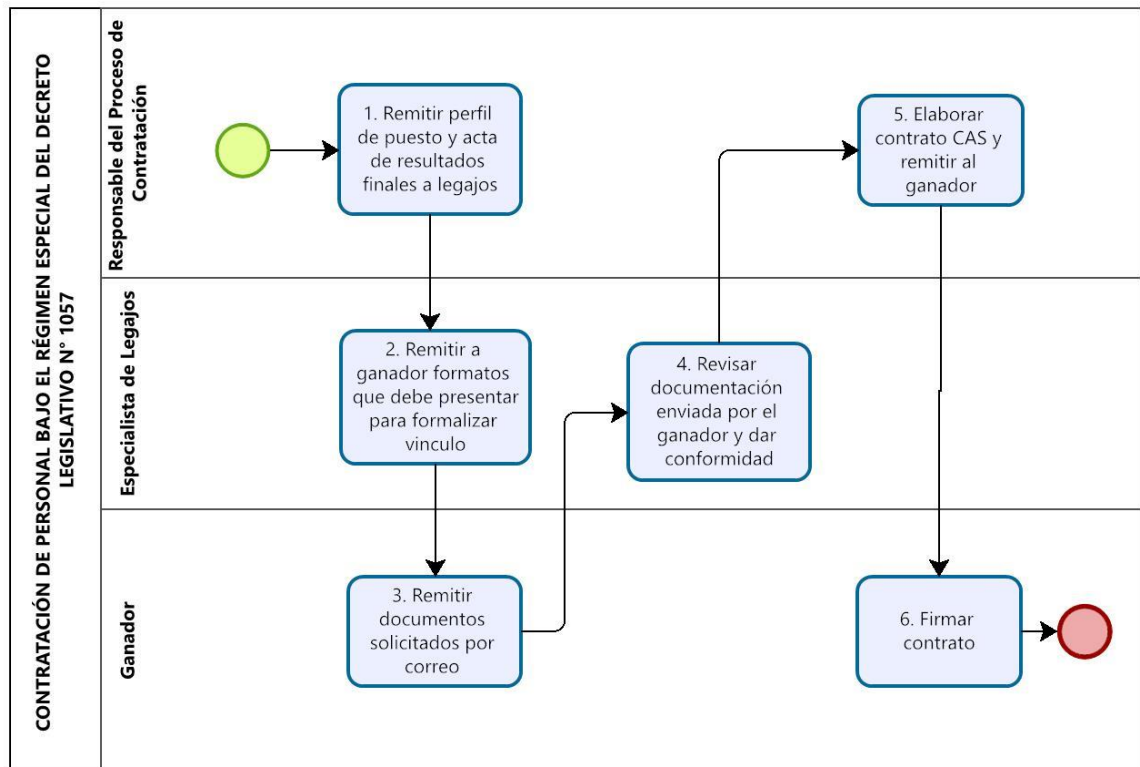 CONTRATACIÓN DE PERSONAL BAJO EL RÉGIMEN ESPECIAL DEL DECRETO
LEGISLATIVO N° 1057
Responsable del Proceso de
Contratación
1. Remitir perfil
de puesto y acta
de resultados
finales a legajos
5. Elaborar
contrato CAS y
remitir al
ganador
Especialista de Legajos
2. Remitir a
ganador formatos
que debe presentar
para formalizar
vinculo
4. Revisar
documentación
enviada por el
ganador y dar
conformidad
Ganador
3. Remitir
documentos
solicitados por
correo
6. Firmar
contrato